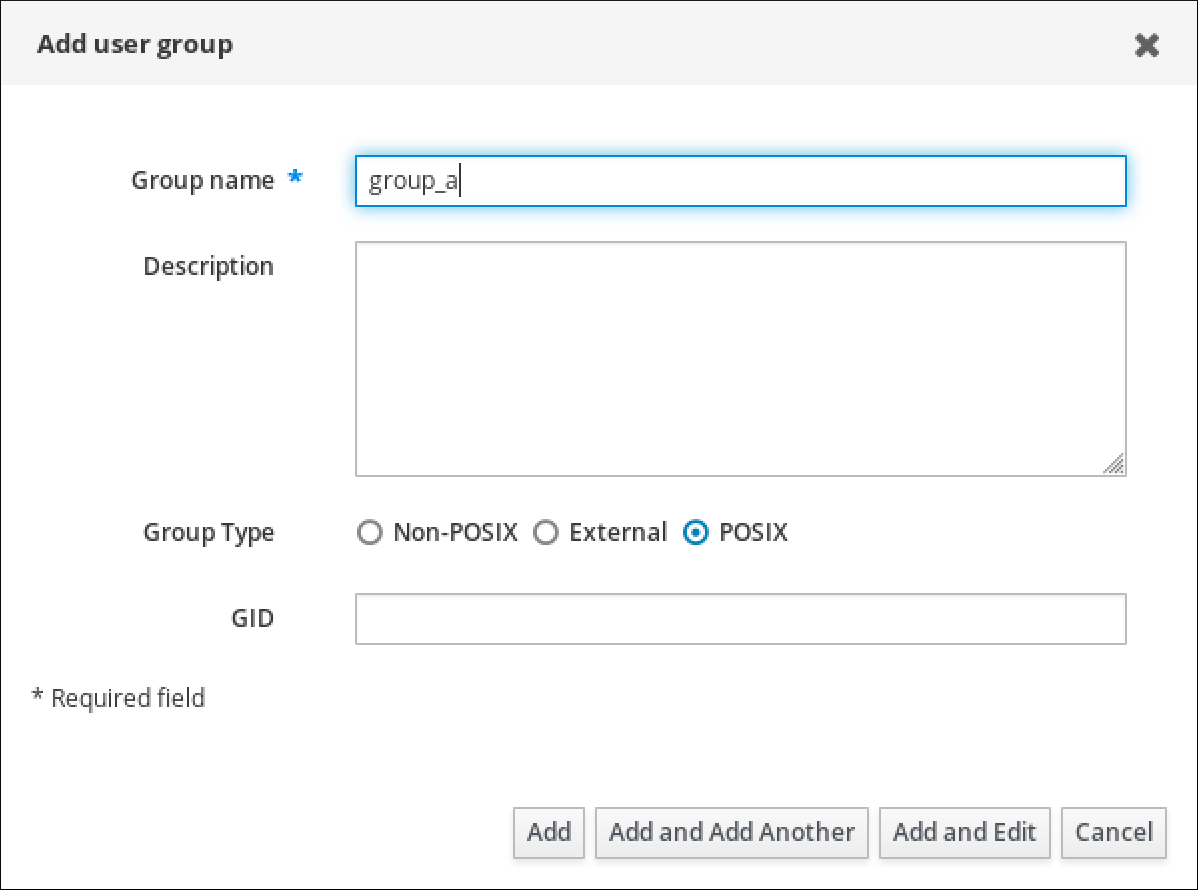 Add user group
Group name *
group_a
Description
Group Type
Non-POSIX External POSIX
GID
* Required field
Add Add and Add Another Add and Edit Cancel